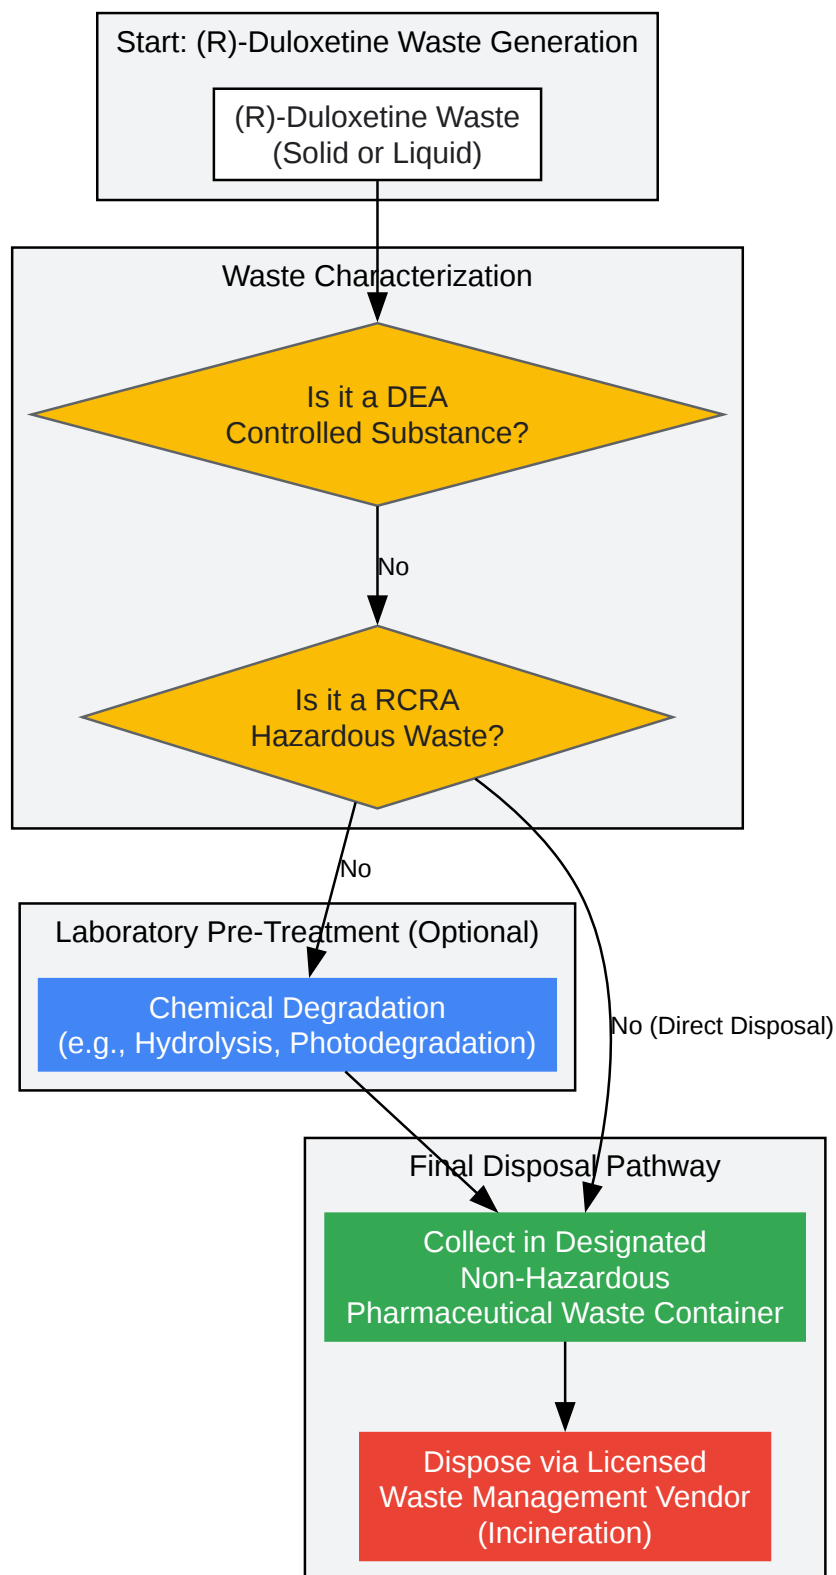 Start: (R)-Duloxetine Waste Generation
(R)-Duloxetine Waste
(Solid or Liquid)
Waste Characterization
Is it a DEA
Controlled Substance?
No
Is it a RCRA
Hazardous Waste?
No
Laboratory Pre-Treatment (Optional)
Chemical Degradation
(e.g., Hydrolysis, Photodegradation)
No (Direct Disposal)
Final Disposal Pathway
Collect in Designated
Non-Hazardous
Pharmaceutical Waste Container
Dispose via Licensed
Waste Management Vendor
(Incineration)